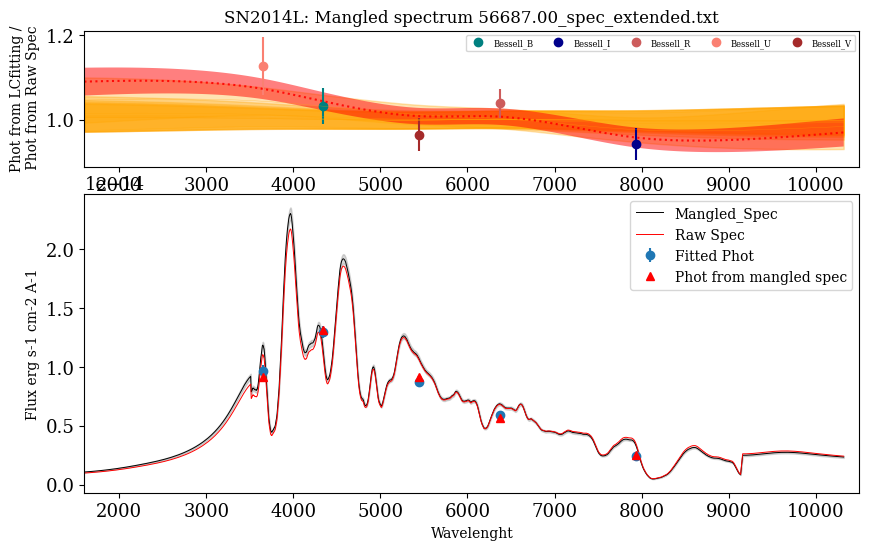 SN2014L: Mangled spectrum 56687.00_spec_extended.txt
Phot from LCfitting /
Phot from Raw Spec
1.2
1.0
Bessell_B
Bessell_I
Bessell_R
Bessell_U
Bessell_V
2000 3000 4000 5000 6000 7000 8000 9000 10000
1e−14
Flux erg s-1 cm-2 A-1
2.0
1.5
1.0
0.5
0.0
Mangled_Spec
Raw Spec
Fitted Phot
Phot from mangled spec
2000 3000 4000 5000 6000 7000 8000 9000 10000
Wavelenght